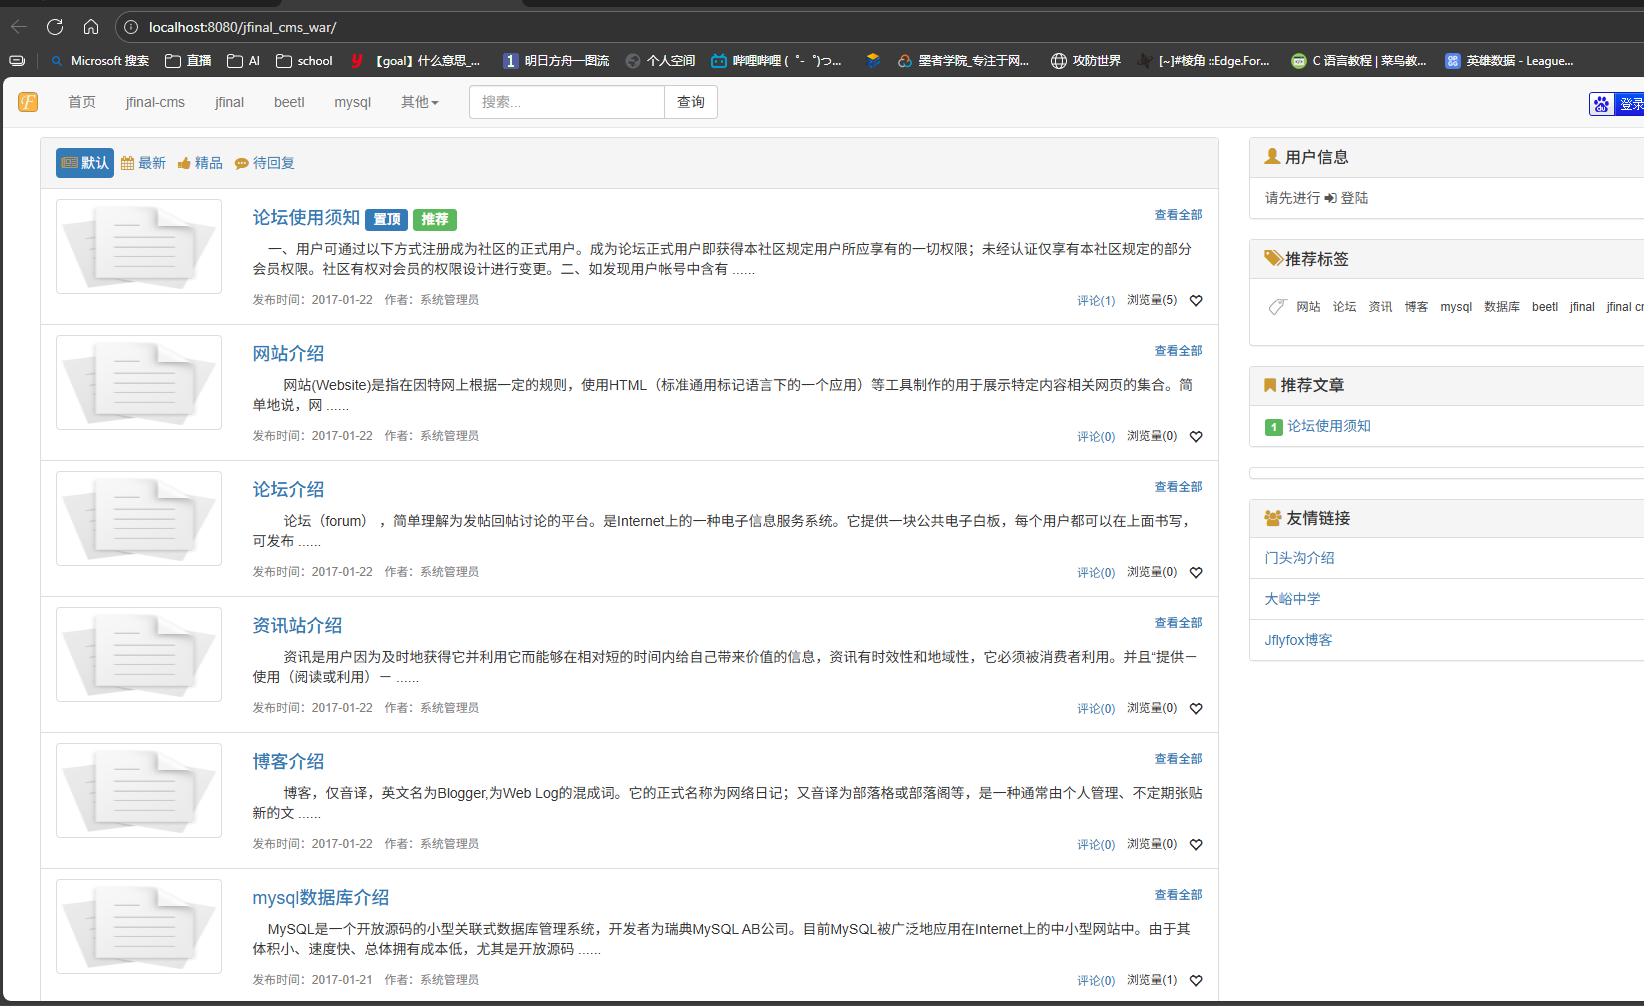 localhost:8080/jfinal_cms_war/
Microsoft 搜索 直播 AI school 【goal】什么意思_... 明日方舟一图流 个人空间 哔哩哔哩 (゜-゜)つ... 墨者学院_专注于网... 攻防世界 [~]#棱角 ::Edge.For... C 语言教程 | 菜鸟教... 英雄数据 - League...
首页 jfinal-cms jfinal beetl mysql 其他 搜索... 查询 登录
默认 最新 精品 待回复
论坛使用须知 置顶 推荐 查看全部
一、用户可通过以下方式注册成为社区的正式用户。成为论坛正式用户即获得本社区规定用户所应享有的一切权限；未经认证仅享有本社区规定的部分
会员权限。社区有权对会员的权限设计进行变更。二、如发现用户帐号中含有 ......
发布时间：2017-01-22 作者：系统管理员 评论(1) 浏览量(5)
网站介绍 查看全部
网站(Website)是指在因特网上根据一定的规则，使用HTML（标准通用标记语言下的一个应用）等工具制作的用于展示特定内容相关网页的集合。简
单地说，网 ......
发布时间：2017-01-22 作者：系统管理员 评论(0) 浏览量(0)
论坛介绍 查看全部
论坛（forum） ，简单理解为发帖回帖讨论的平台。是Internet上的一种电子信息服务系统。它提供一块公共电子白板，每个用户都可以在上面书写，
可发布 ......
发布时间：2017-01-22 作者：系统管理员 评论(0) 浏览量(0)
资讯站介绍 查看全部
资讯是用户因为及时地获得它并利用它而能够在相对短的时间内给自己带来价值的信息，资讯有时效性和地域性，它必须被消费者利用。并且“提供－
使用（阅读或利用）－ ......
发布时间：2017-01-22 作者：系统管理员 评论(0) 浏览量(0)
博客介绍 查看全部
博客，仅音译，英文名为Blogger,为Web Log的混成词。它的正式名称为网络日记；又音译为部落格或部落阁等，是一种通常由个人管理、不定期张贴
新的文 ......
发布时间：2017-01-22 作者：系统管理员 评论(0) 浏览量(0)
mysql数据库介绍 查看全部
MySQL是一个开放源码的小型关联式数据库管理系统，开发者为瑞典MySQL AB公司。目前MySQL被广泛地应用在Internet上的中小型网站中。由于其
体积小、速度快、总体拥有成本低，尤其是开放源码 ......
发布时间：2017-01-21 作者：系统管理员 评论(0) 浏览量(1)
用户信息
请先进行 登陆
推荐标签
网站 论坛 资讯 博客 mysql 数据库 beetl jfinal jfinal cm
推荐文章
1 论坛使用须知
友情链接
门头沟介绍
大峪中学
Jflyfox博客